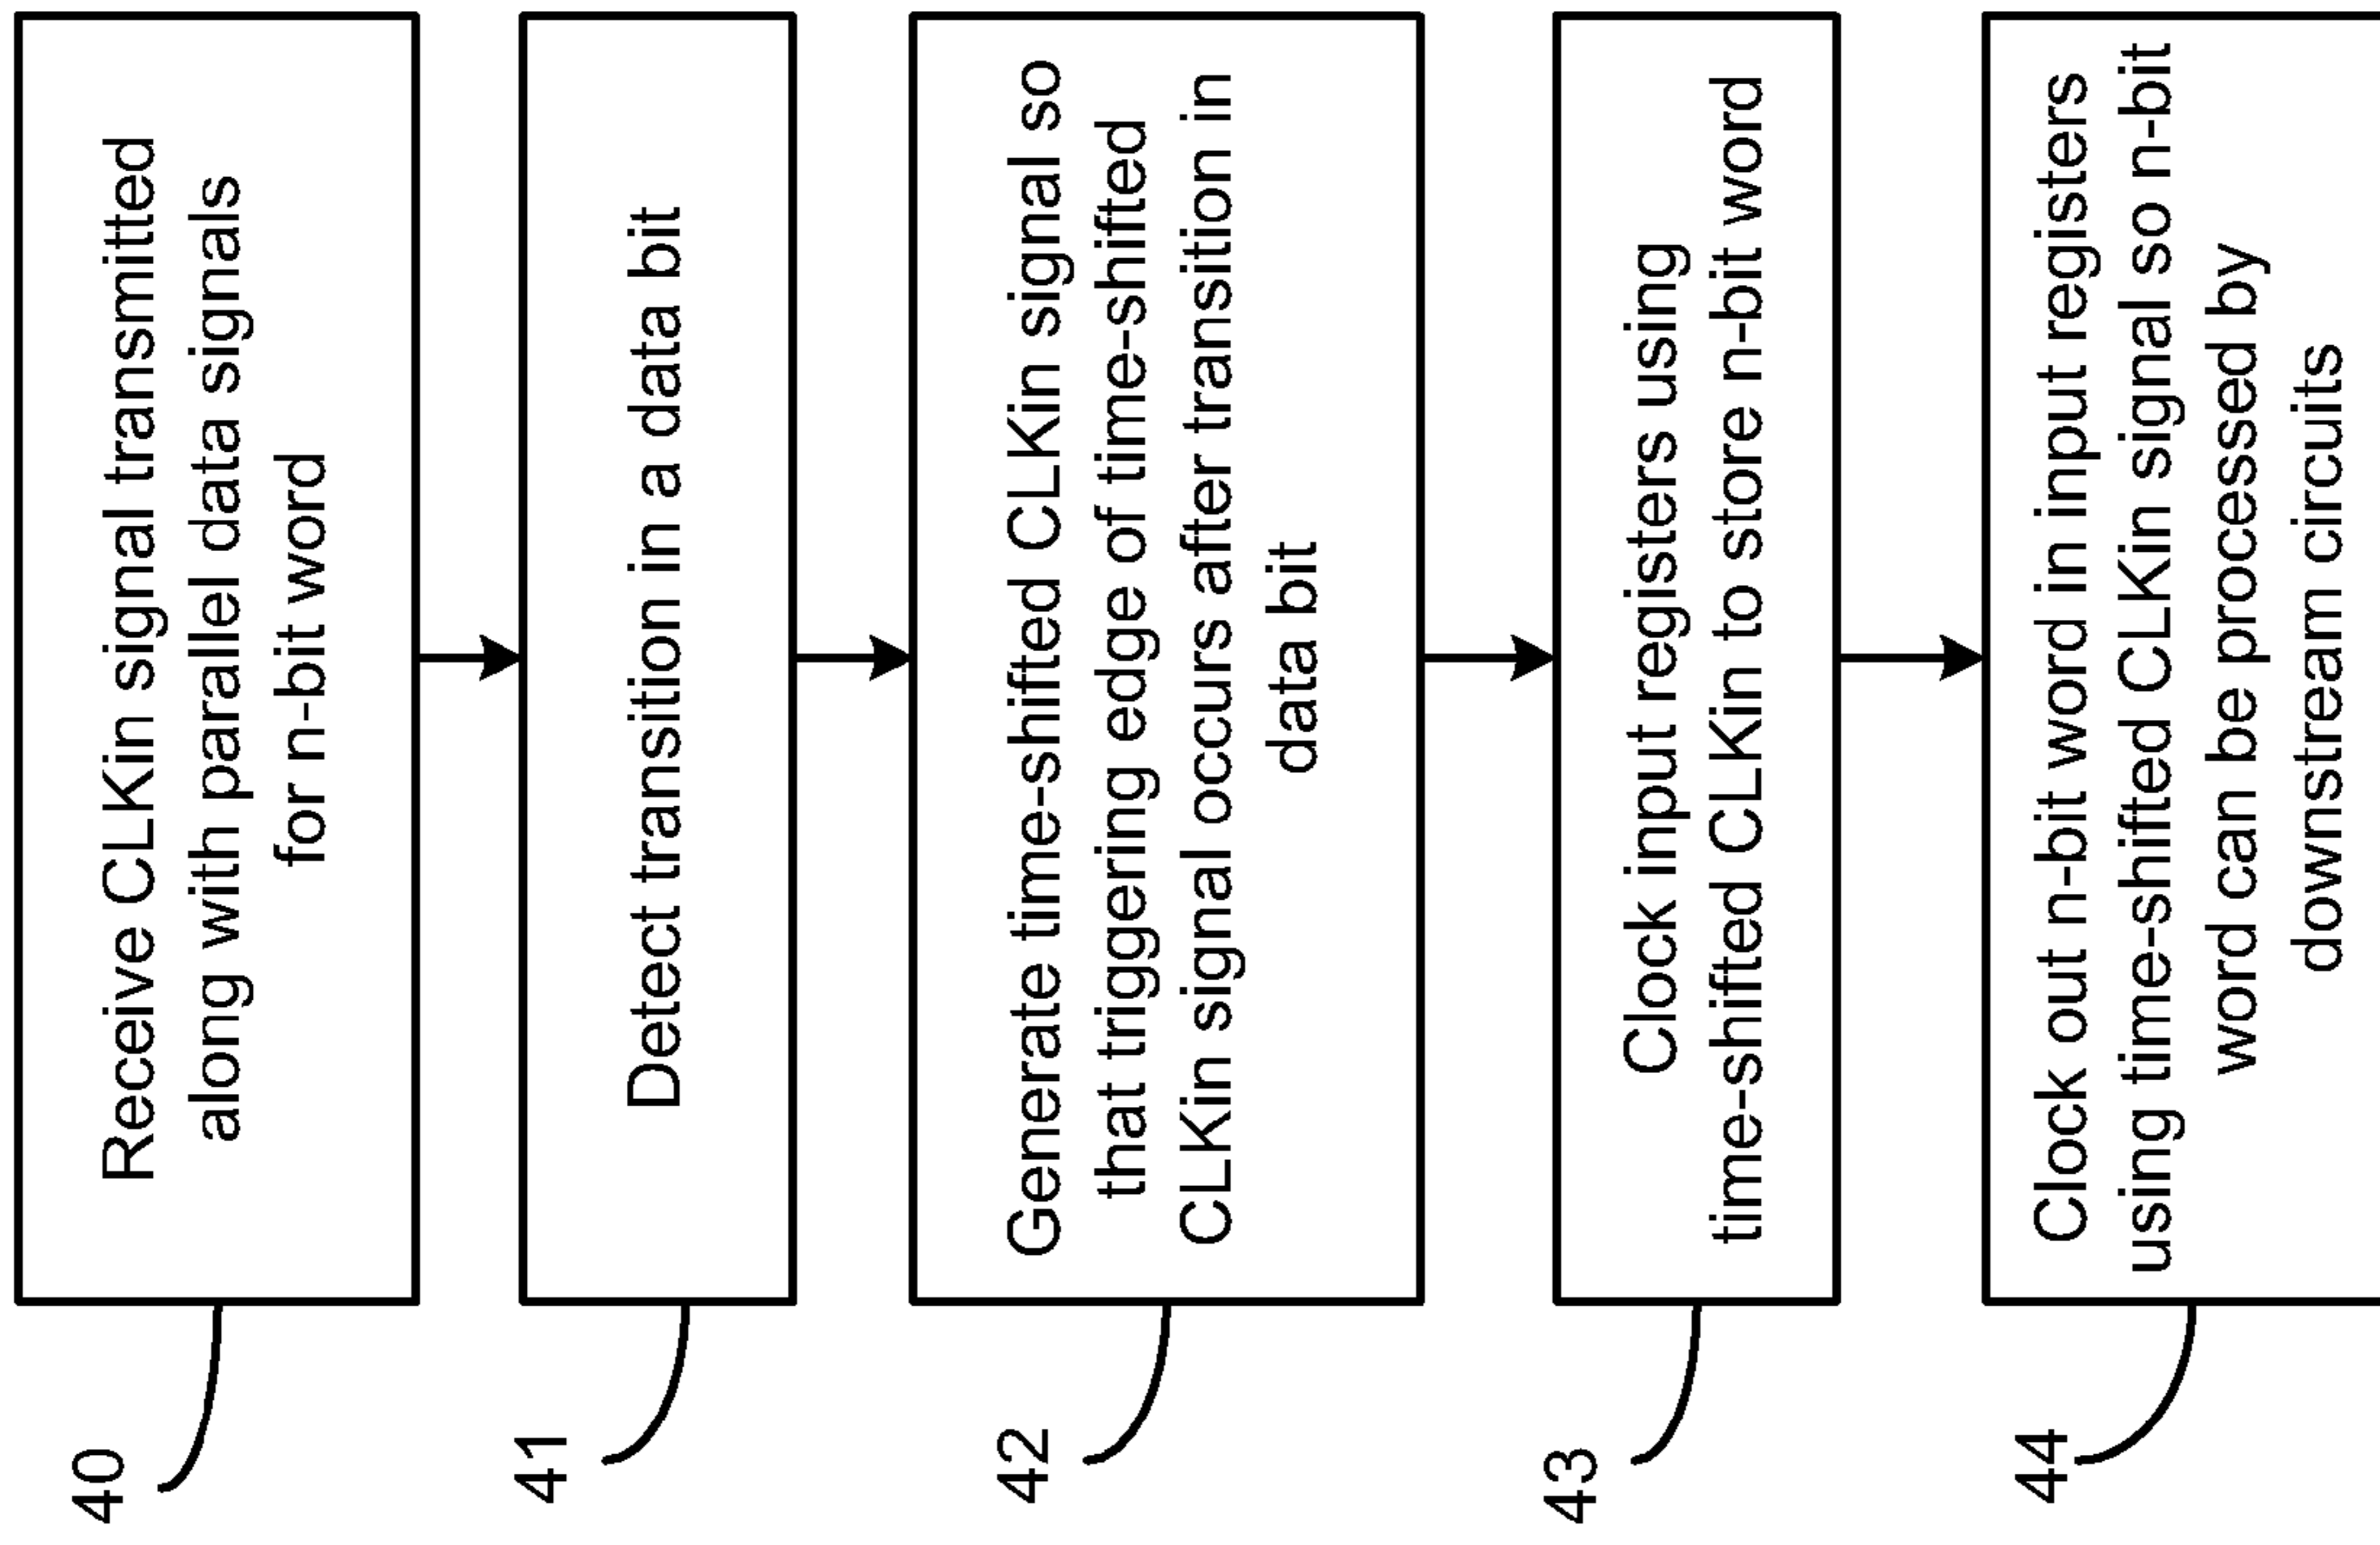 40
Receive CLKin signal transmitted
along with parallel data signals
for n-bit word
41
Detect transition in a data bit
42
Generate time-shifted CLKin signal so
that triggering edge of time-shifted
CLKin signal occurs after transition in
data bit
43
Clock input registers using
time-shifted CLKin to store n-bit word
44
Clock out n-bit word in input registers
using time-shifted CLKin signal so n-bit
word can be processed by
downstream circuits